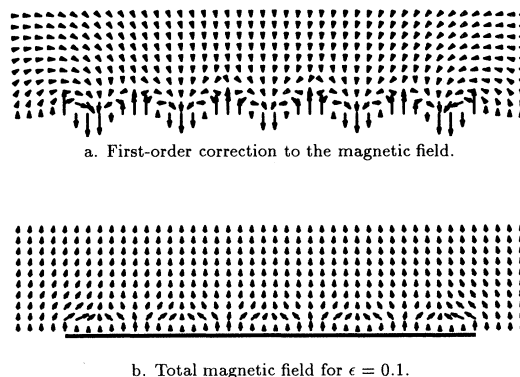 a. First-order correction to the magnetic field.
b. Total magnetic field for ϵ = 0.1.